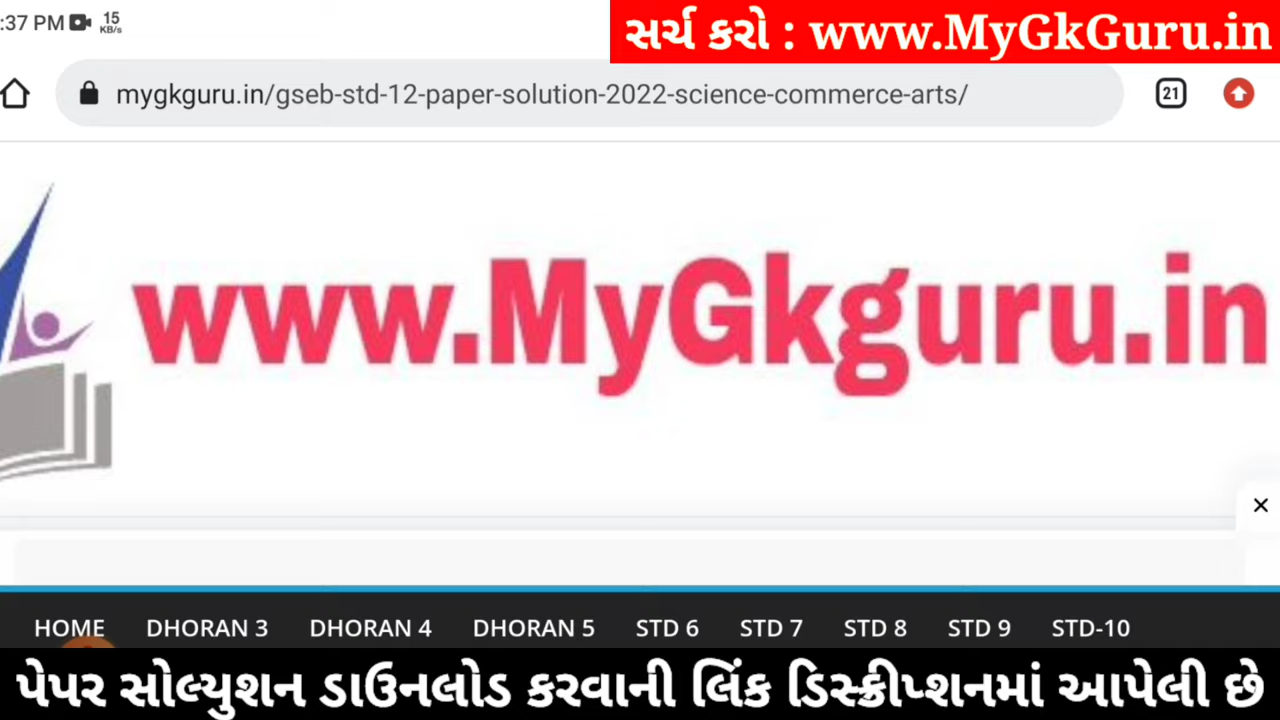 :37 PM 15 KB/s
સર્ચ કરો : www.MyGkGuru.in
mygkguru.in/gseb-std-12-paper-solution-2022-science-commerce-arts/
21
www.MyGkguru.in
HOME DHORAN 3 DHORAN 4 DHORAN 5 STD 6 STD 7 STD 8 STD 9 STD-10
પેપર સોલ્યુશન ડાઉનલોડ કરવાની લિંક ડિસ્ક્રીપ્શનમાં આપેલી છે